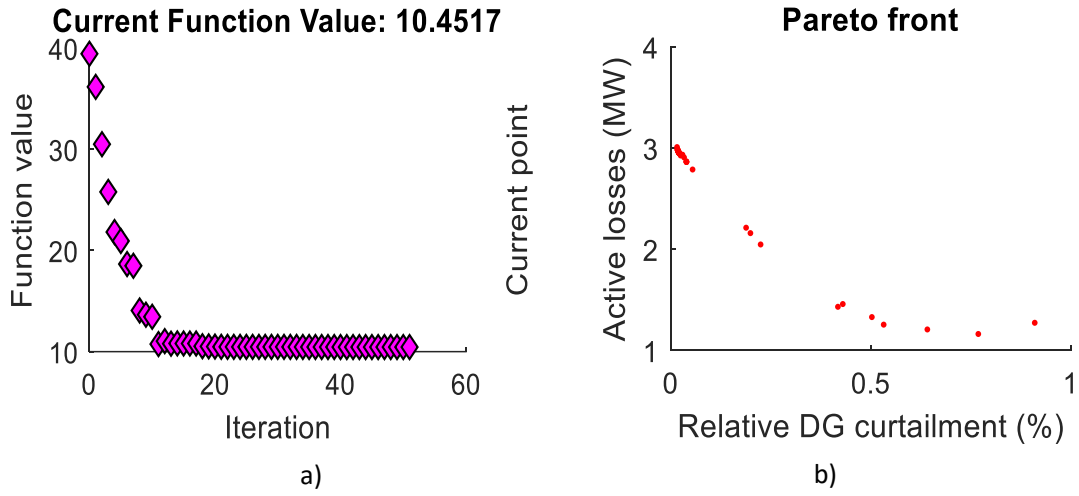 Current Function Value: 10.4517
Function value
40
30
20
10
0
20
40
60
Iteration
a)
Current point
Pareto front
Active losses (MW)
4
3
2
1
0
0.5
1
Relative DG curtailment (%)
b)